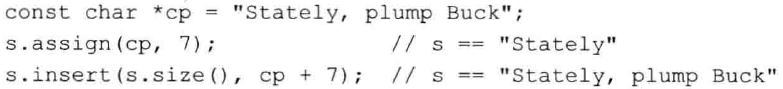 const char *cp = "Stately, plump Buck";
s.assign(cp, 7);              // s == "Stately"
s.insert(s.size(), cp + 7);  // s == "Stately, plump Buck"